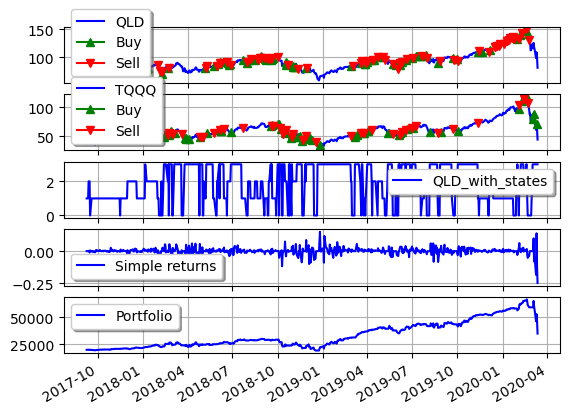 150
100
QLD
Buy
Sell
100
50
TQQQ
Buy
Sell
2
0
QLD_with_states
0.00
−0.25
Simple returns
50000
25000
Portfolio
2017-10 2018-01 2018-04 2018-07 2018-10 2019-01 2019-04 2019-07 2019-10 2020-01 2020-04